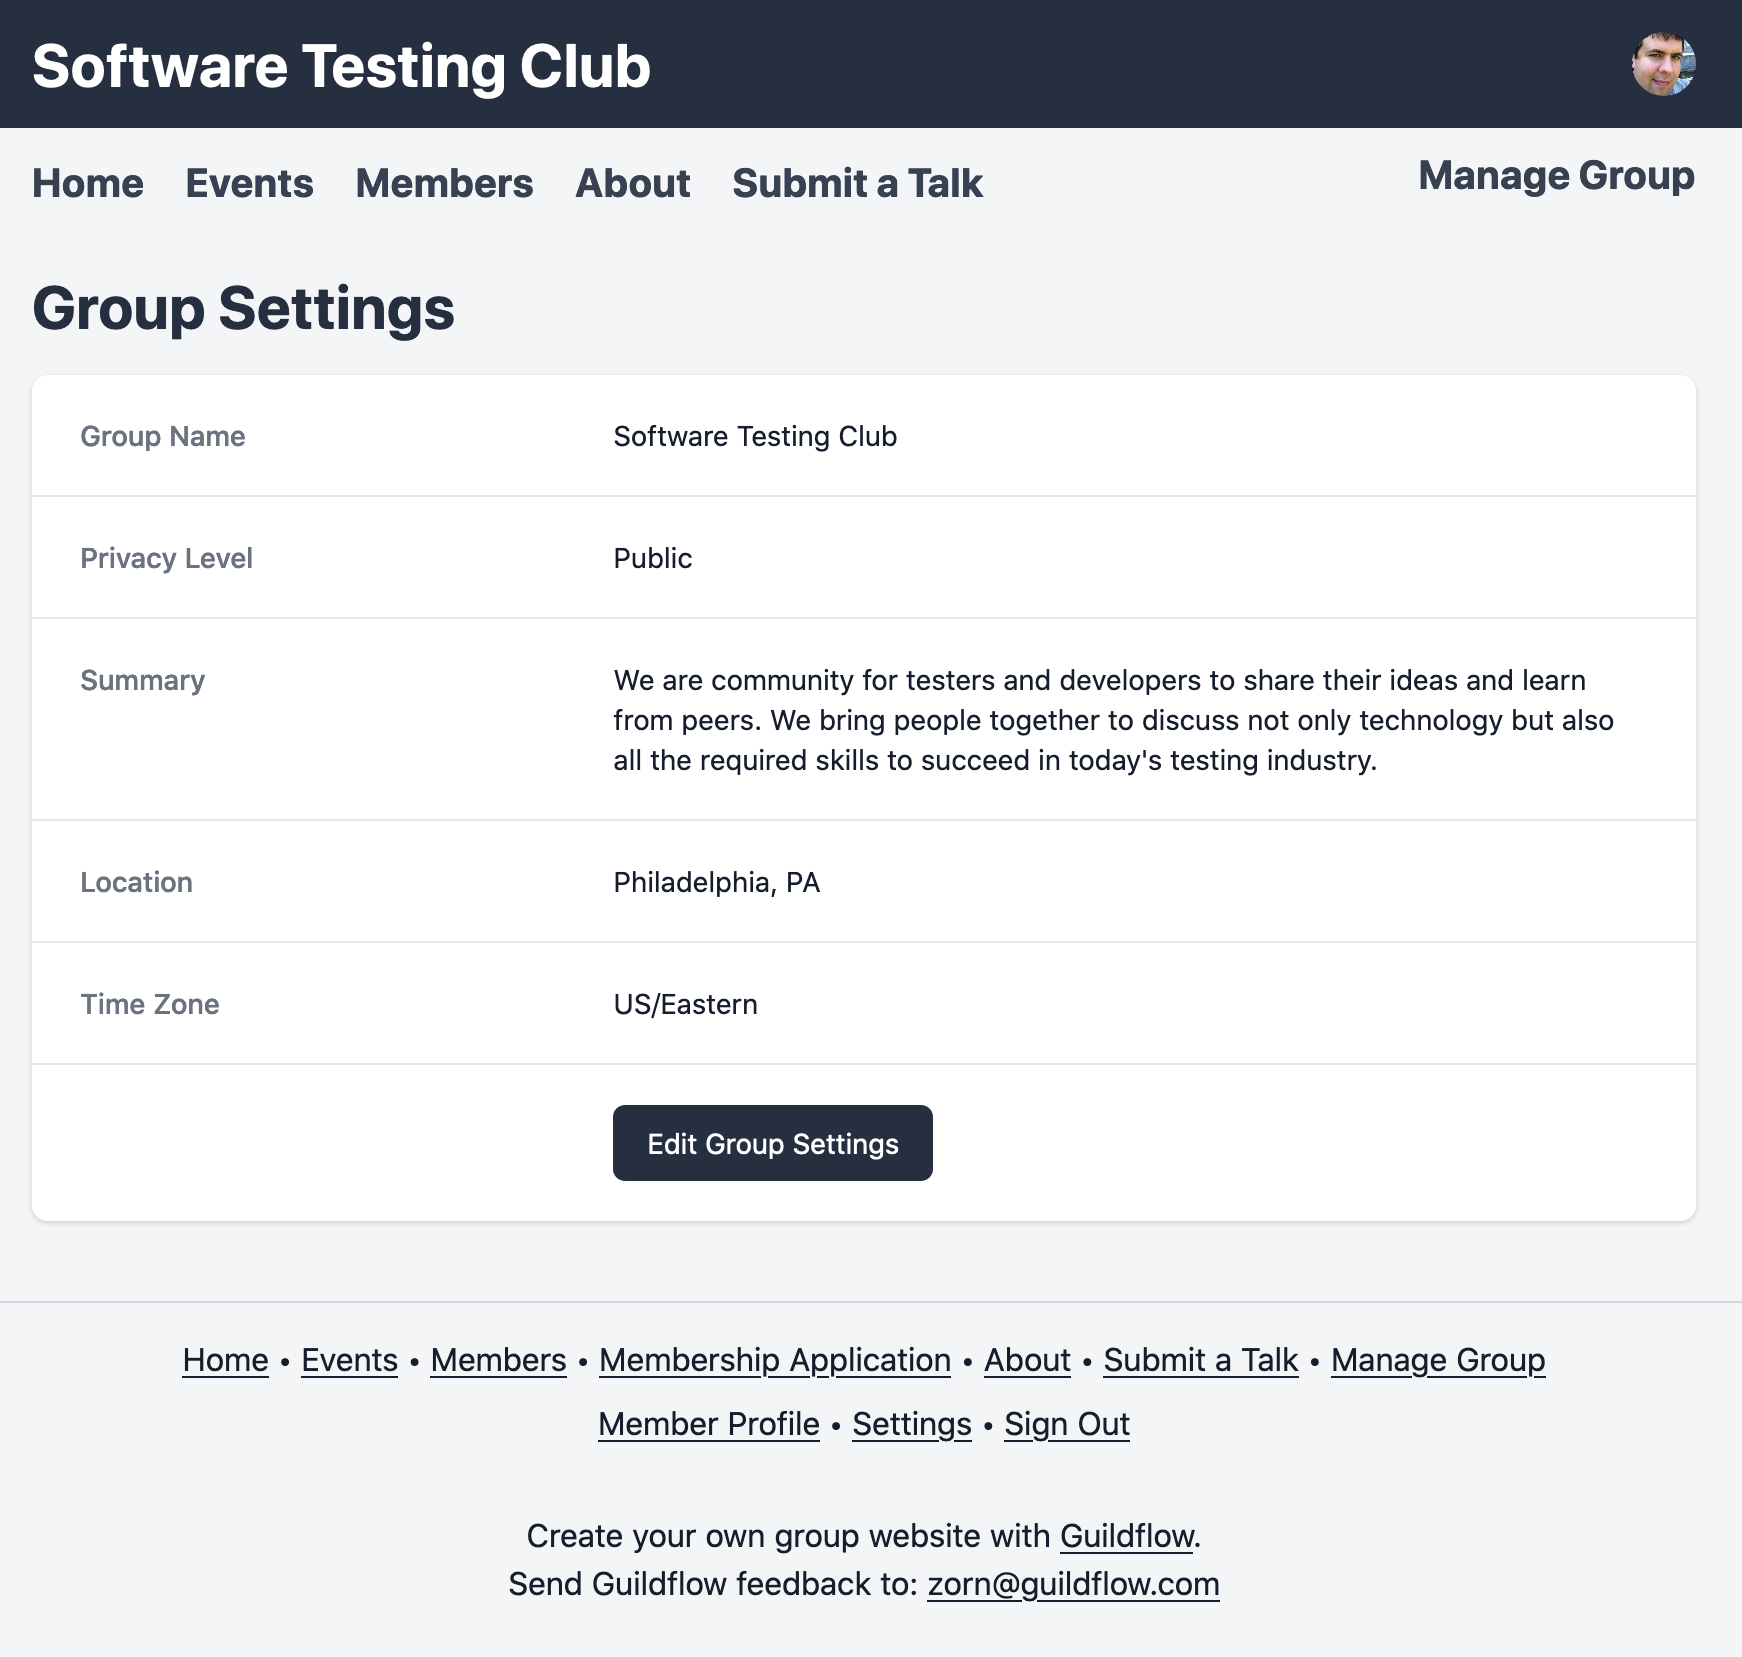 Software Testing Club
Home Events Members About Submit a Talk Manage Group
Group Settings
Group Name Software Testing Club
Privacy Level Public
Summary We are community for testers and developers to share their ideas and learn
from peers. We bring people together to discuss not only technology but also
all the required skills to succeed in today's testing industry.
Location Philadelphia, PA
Time Zone US/Eastern
Edit Group Settings
Home • Events • Members • Membership Application • About • Submit a Talk • Manage Group
Member Profile • Settings • Sign Out
Create your own group website with Guildflow.
Send Guildflow feedback to: zorn@guildflow.com